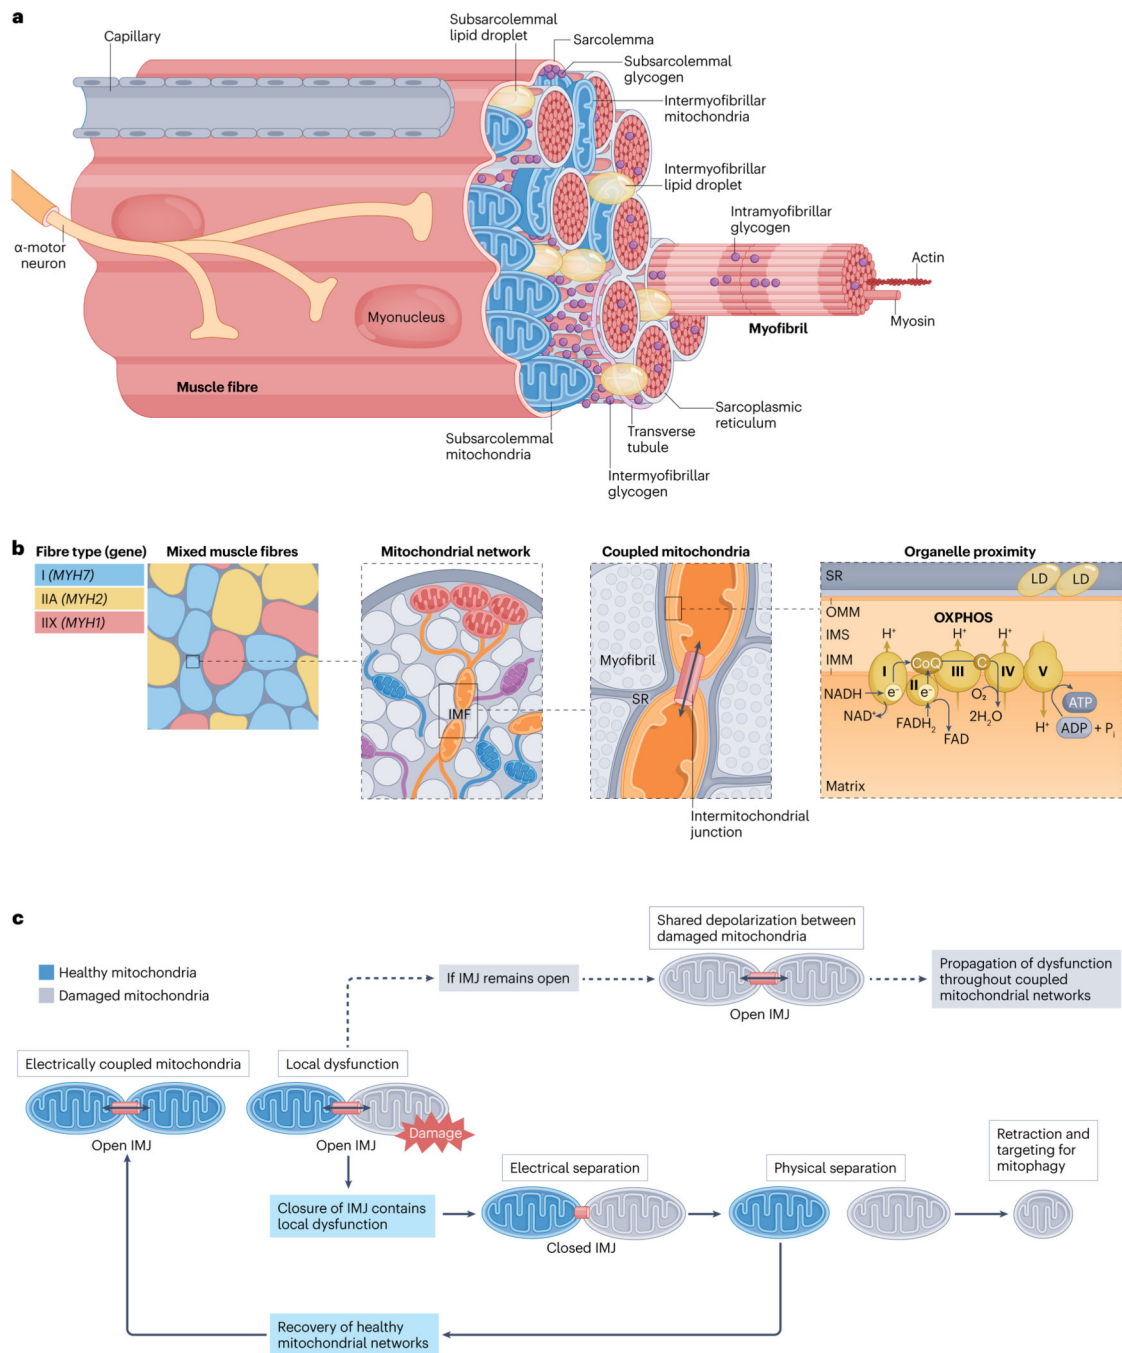 a
Capillary
Subsarcolemmal
lipid droplet
Sarcolemma
Subsarcolemmal
glycogen
Intermyofibrillar
mitochondria
Intermyofibrillar
lipid droplet
Intramyofibrillar
glycogen
α-motor
neuron
Actin
Myonucleus
Myofibril
Myosin
Muscle fibre
Sarcoplasmic
reticulum
Subsarcolemmal
mitochondria
Transverse
tubule
Intermyofibrillar
glycogen
b
Fibre type (gene)
I (MYH7)
IIA (MYH2)
IIX (MYH1)
Mixed muscle fibres
Mitochondrial network
IMF
Coupled mitochondria
Myofibril
SR
Intermitochondrial
junction
Organelle proximity
SR
LD
LD
OMM
OXPHOS
IMS
H⁺
H⁺
H⁺
IMM
I
CoQ
III
C
IV
V
II
NADH
e⁻
e⁻
O₂
ATP
NAD⁺
FADH₂
2H₂O
H⁺
ADP + Pᵢ
FAD
Matrix
c
Healthy mitochondria
Damaged mitochondria
If IMJ remains open
Shared depolarization between
damaged mitochondria
Open IMJ
Propagation of dysfunction
throughout coupled
mitochondrial networks
Electrically coupled mitochondria
Open IMJ
Local dysfunction
Damage
Open IMJ
Closure of IMJ contains
local dysfunction
Electrical separation
Closed IMJ
Physical separation
Retraction and
targeting for
mitophagy
Recovery of healthy
mitochondrial networks